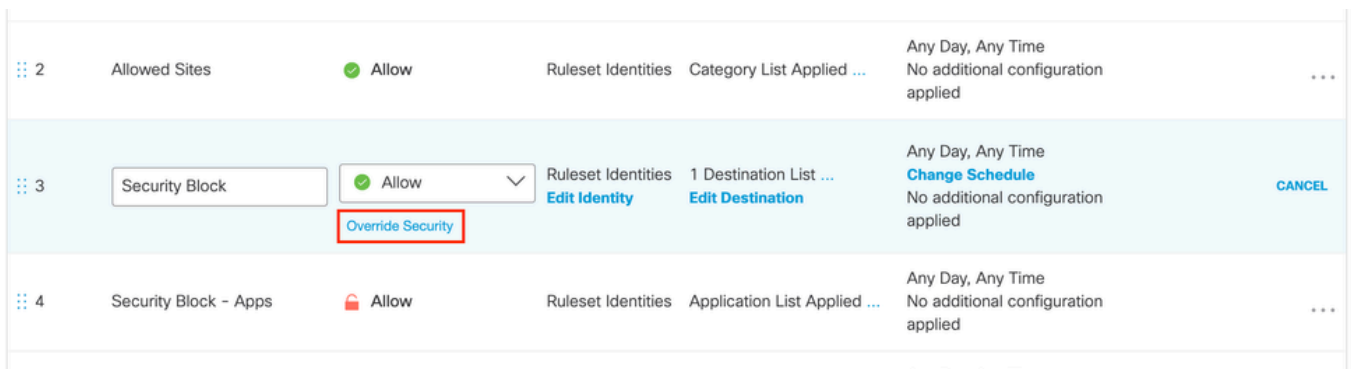 2 Allowed Sites Allow Ruleset Identities Category List Applied ... Any Day, Any Time
No additional configuration
applied
...
3 Security Block Allow Ruleset Identities 1 Destination List ... Any Day, Any Time
Override Security Edit Identity Edit Destination Change Schedule
No additional configuration
applied
CANCEL
4 Security Block - Apps Allow Ruleset Identities Application List Applied ... Any Day, Any Time
No additional configuration
applied
...